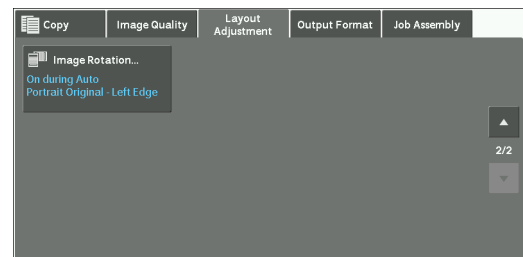 Copy
Image Quality
Layout
Adjustment
Output Format
Job Assembly
Image Rotation...
On during Auto
Portrait Original - Left Edge
2/2